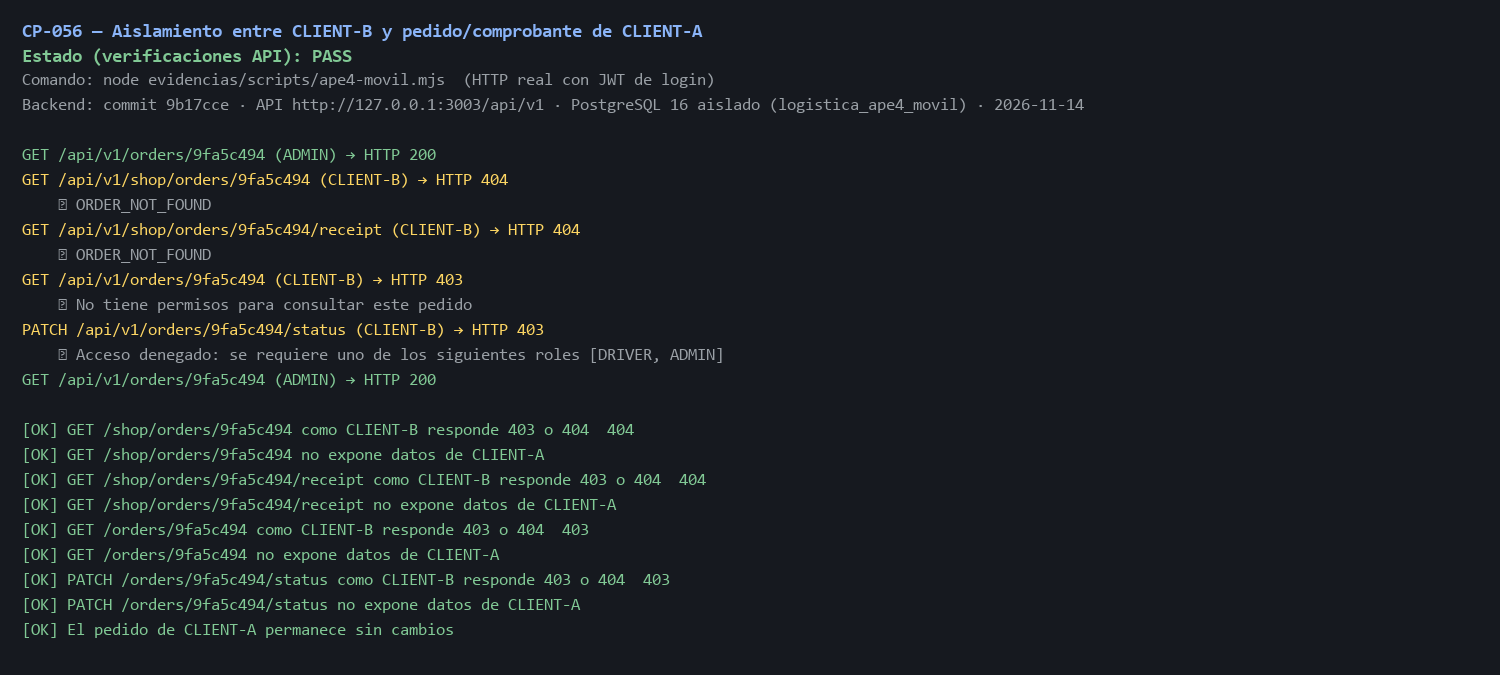 CP-056 — Aislamiento entre CLIENT-B y pedido/comprobante de CLIENT-A
Estado (verificaciones API): PASS
Comando: node evidencias/scripts/ape4-movil.mjs  (HTTP real con JWT de login)
Backend: commit 9b17cce · API http://127.0.0.1:3003/api/v1 · PostgreSQL 16 aislado (logistica_ape4_movil) · 2026-11-14
GET /api/v1/orders/9fa5c494 (ADMIN) → HTTP 200
GET /api/v1/shop/orders/9fa5c494 (CLIENT-B) → HTTP 404
ORDER_NOT_FOUND
GET /api/v1/shop/orders/9fa5c494/receipt (CLIENT-B) → HTTP 404
ORDER_NOT_FOUND
GET /api/v1/orders/9fa5c494 (CLIENT-B) → HTTP 403
No tiene permisos para consultar este pedido
PATCH /api/v1/orders/9fa5c494/status (CLIENT-B) → HTTP 403
Acceso denegado: se requiere uno de los siguientes roles [DRIVER, ADMIN]
GET /api/v1/orders/9fa5c494 (ADMIN) → HTTP 200
[OK] GET /shop/orders/9fa5c494 como CLIENT-B responde 403 o 404  404
[OK] GET /shop/orders/9fa5c494 no expone datos de CLIENT-A
[OK] GET /shop/orders/9fa5c494/receipt como CLIENT-B responde 403 o 404  404
[OK] GET /shop/orders/9fa5c494/receipt no expone datos de CLIENT-A
[OK] GET /orders/9fa5c494 como CLIENT-B responde 403 o 404  403
[OK] GET /orders/9fa5c494 no expone datos de CLIENT-A
[OK] PATCH /orders/9fa5c494/status como CLIENT-B responde 403 o 404  403
[OK] PATCH /orders/9fa5c494/status no expone datos de CLIENT-A
[OK] El pedido de CLIENT-A permanece sin cambios